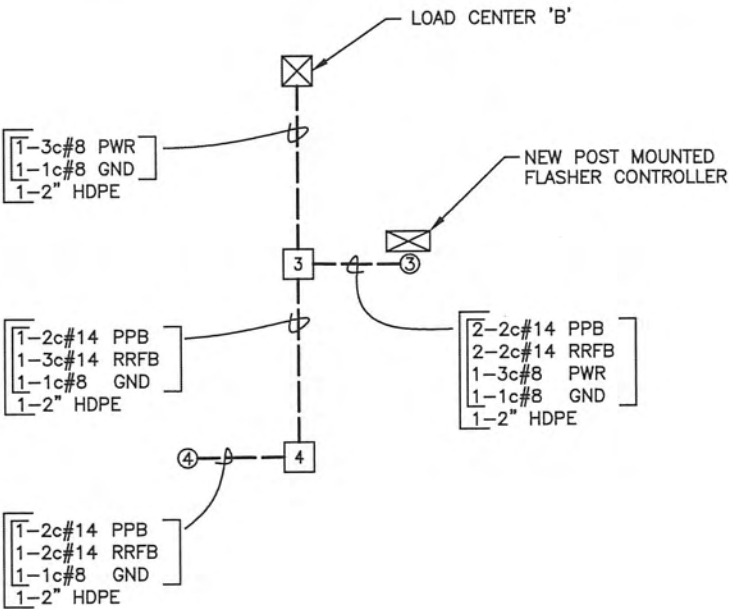 LOAD CENTER 'B'
1-3c#8 PWR
1-1c#8 GND
1-2" HDPE
NEW POST MOUNTED
FLASHER CONTROLLER
3
3
1-2c#14 PPB
1-3c#14 RRFB
1-1c#8 GND
1-2" HDPE
2-2c#14 PPB
2-2c#14 RRFB
1-3c#8 PWR
1-1c#8 GND
1-2" HDPE
4
4
1-2c#14 PPB
1-2c#14 RRFB
1-1c#8 GND
1-2" HDPE